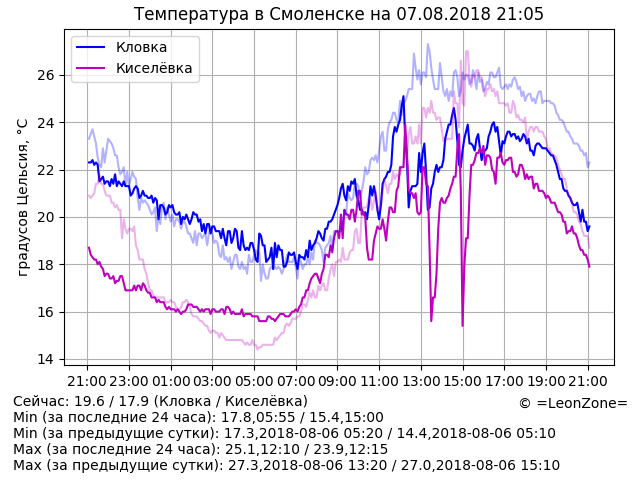 Температура в Смоленске на 07.08.2018 21:05
Кловка
Киселёвка
градусов Цельсия, °C
26
24
22
20
18
16
14
21:00 23:00 01:00 03:00 05:00 07:00 09:00 11:00 13:00 15:00 17:00 19:00 21:00
Сейчас: 19.6 / 17.9 (Кловка / Киселёвка)
© =LeonZone=
Min (за последние 24 часа): 17.8,05:55 / 15.4,15:00
Min (за предыдущие сутки): 17.3,2018-08-06 05:20 / 14.4,2018-08-06 05:10
Max (за последние 24 часа): 25.1,12:10 / 23.9,12:15
Max (за предыдущие сутки): 27.3,2018-08-06 13:20 / 27.0,2018-08-06 15:10